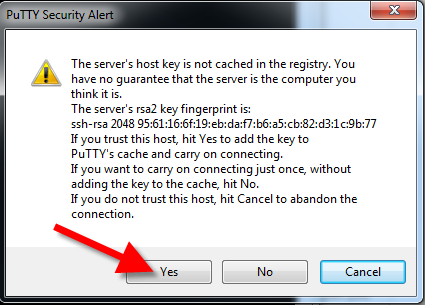 PuTTY Security Alert
The server's host key is not cached in the registry. You
have no guarantee that the server is the computer you
think it is.
The server's rsa2 key fingerprint is:
ssh-rsa 2048 95:61:16:6f:19:eb:da:f7:b6:a5:cb:82:d3:1c:9b:77
If you trust this host, hit Yes to add the key to
PuTTY's cache and carry on connecting.
If you want to carry on connecting just once, without
adding the key to the cache, hit No.
If you do not trust this host, hit Cancel to abandon the
connection.
Yes
No
Cancel